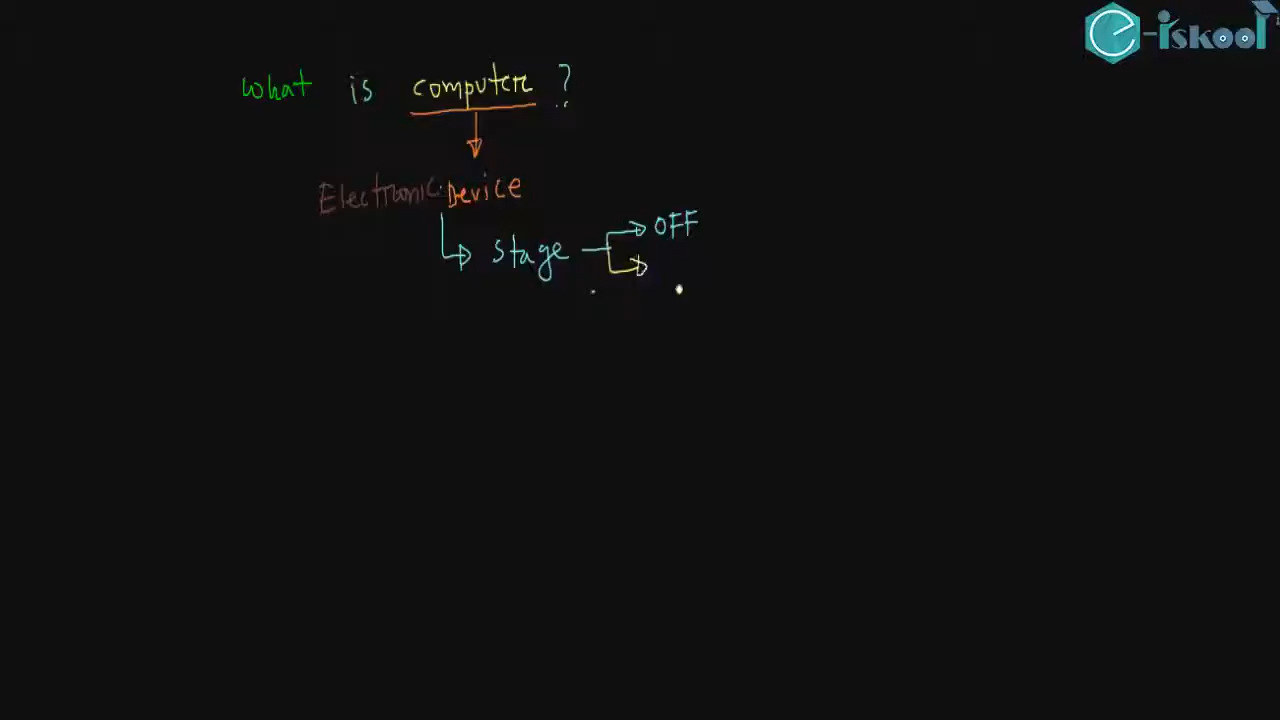 e-iskool
What is computer ?
Electronic Device
Stage OFF